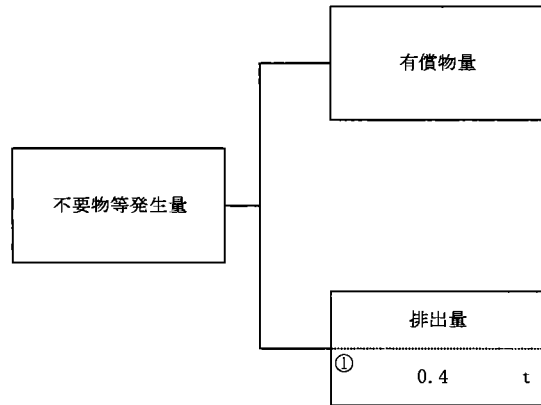 有償物量
不要物等発生量
排出量
①
0.4 t